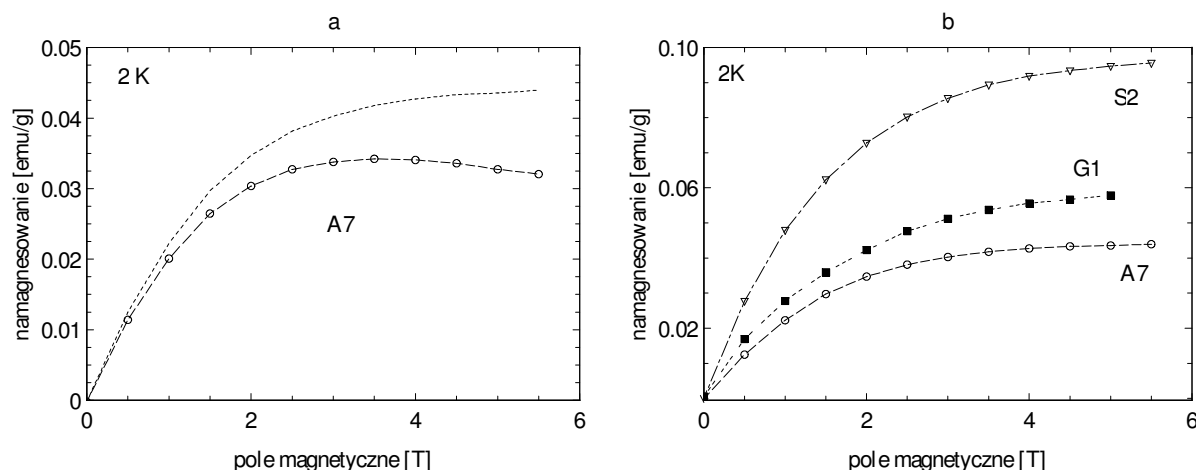 a
0.05
0.04
0.03
0.02
0.01
0
2 K
A7
0
2
4
6
namagnesowanie [emu/g]
pole magnetyczne [T]
b
0.10
0.06
0.02
2K
S2
G1
A7
0
2
4
6
namagnesowanie [emu/g]
pole magnetyczne [T]